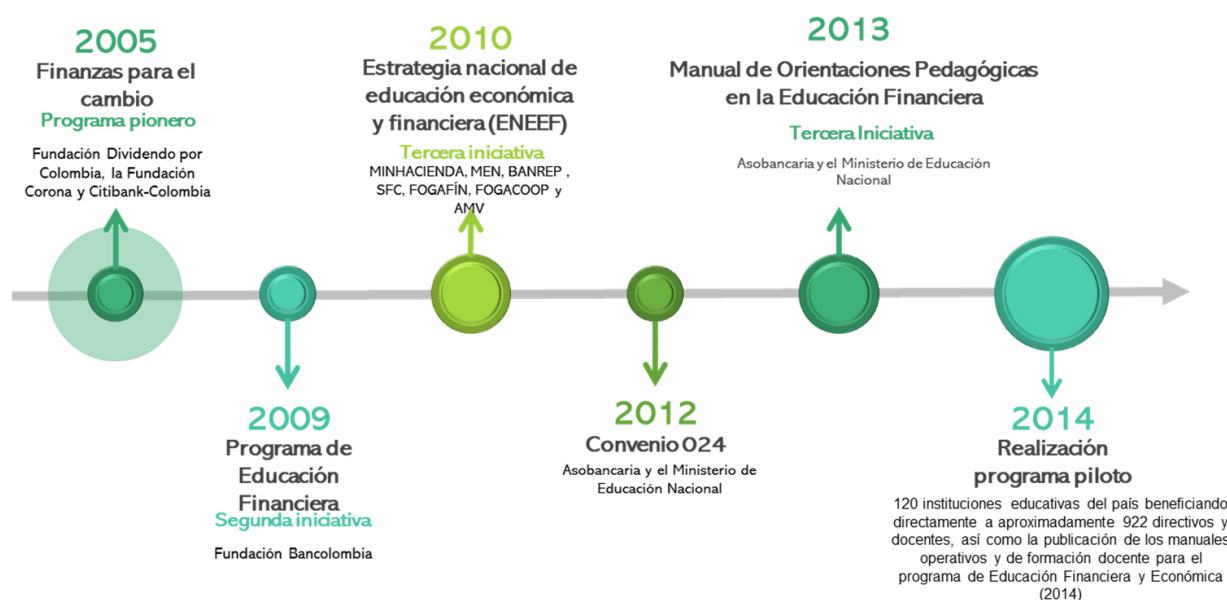 2005
Finanzas para el
cambio
Programa pionero
Fundación Dividendo por
Colombia, la Fundación
Corona y Citibank-Colombia
2009
Programa de
Educación
Financiera
Segunda iniciativa
Fundación Bancolombia
2010
Estrategia nacional de
educación económica
y financiera (ENEEF)
Tercera iniciativa
MINHACIENDA, MEN, BANREP ,
SFC, FOGAFÍN, FOGACOOP y
AMV
2012
Convenio 024
Asobancaria y el Ministerio de
Educación Nacional
2013
Manual de Orientaciones Pedagógicas
en la Educación Financiera
Tercera Iniciativa
Asobancaria y el Ministerio de Educación
Nacional
2014
Realización
programa piloto
120 instituciones educativas del país beneficiando
directamente a aproximadamente 922 directivos y
docentes, así como la publicación de los manuales
operativos y de formación docente para el
programa de Educación Financiera y Económica
(2014)